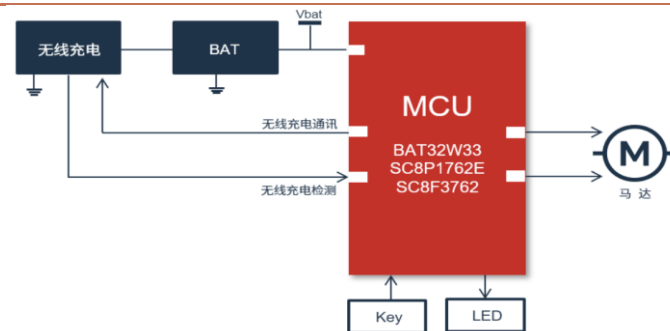 Vbat
无线充电
BAT
MCU
无线充电通讯
BAT32W33
SC8P1762E
SC8F3762
M
无线充电检测
马达
Key
LED